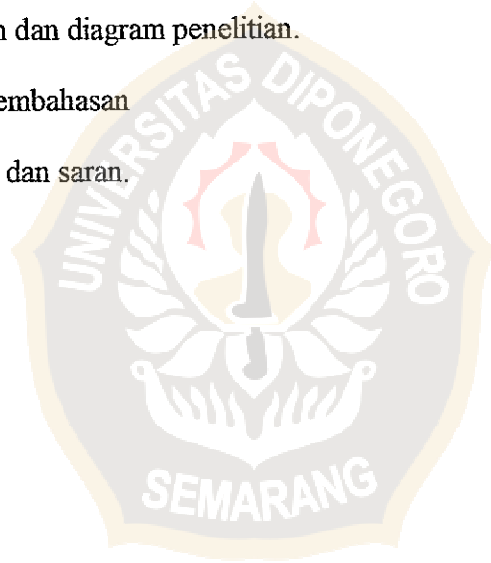 dan diagram penelitian.
embahasan
dan saran.
UNIVERSITAS DIPONEGORO
SEMARANG